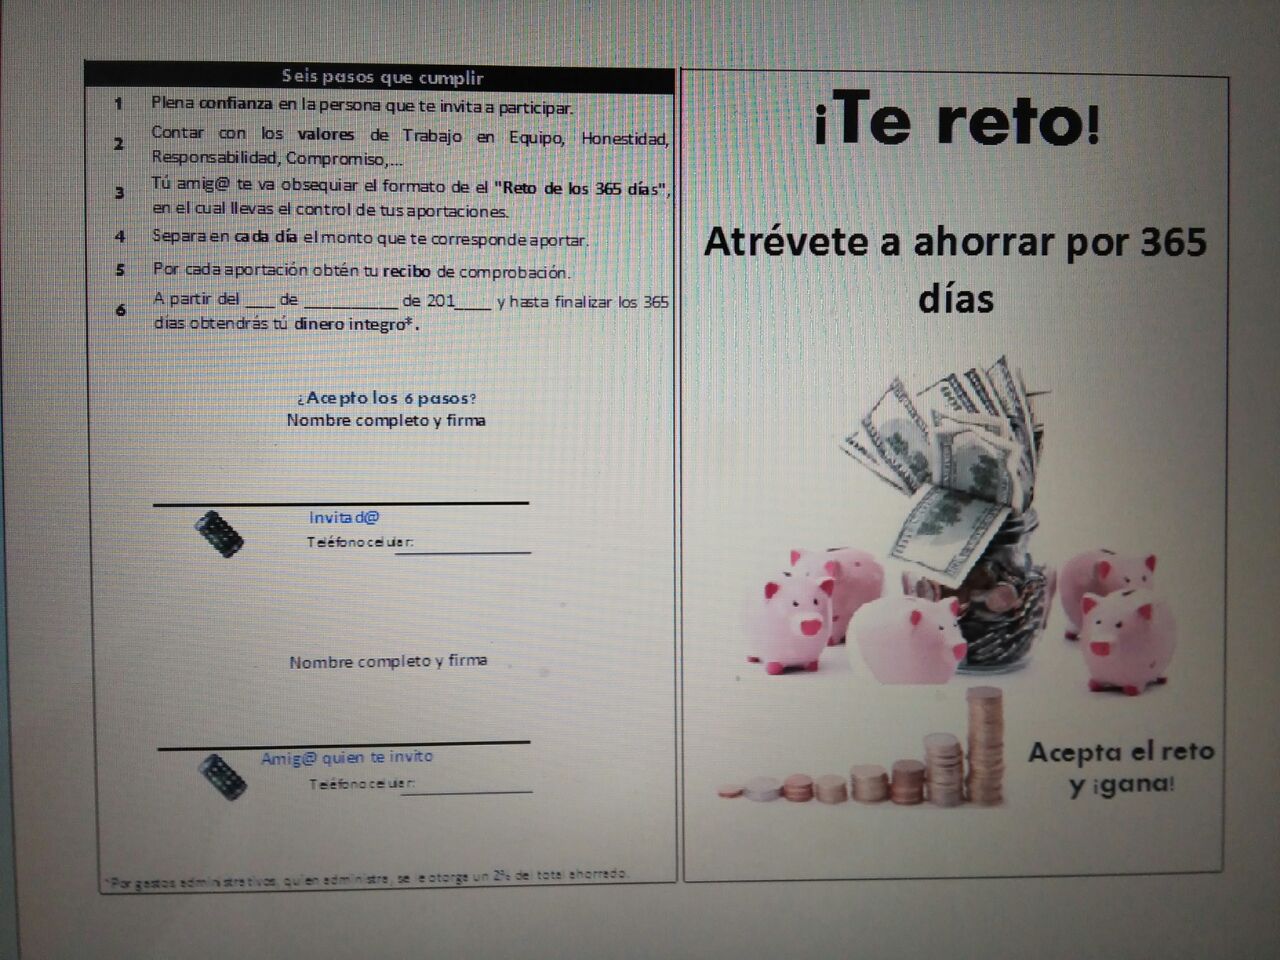 Seis pasos que cumplir
1 Plena confianza en la persona que te invita a participar.
2 Contar con los valores de Trabajo en Equipo, Honestidad,
Responsabilidad, Compromiso,...
3 Tú amig@ te va obsequiar el formato de el "Reto de los 365 días",
en el cual llevas el control de tus aportaciones.
4 Separa en cada día el monto que te corresponde aportar.
5 Por cada aportación obtén tu recibo de comprobación.
6 A partir del ___ de __________ de 201____ y hasta finalizar los 365
días obtendrás tú dinero integro*.
¿Acepto los 6 pasos?
Nombre completo y firma
Invitad@
Teléfono celular:
Nombre completo y firma
Amig@ quien te invito
Teléfono celular:
*Por gastos administrativos, quien administra, se le otorga un 2% del total ahorrado.
¡Te reto!
Atrévete a ahorrar por 365
días
Acepta el reto
y ¡gana!